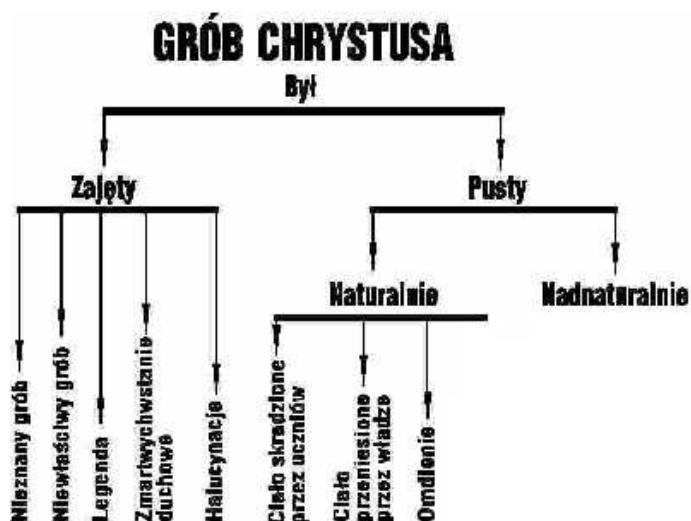 GRÓB CHRYSTUSA
Był
Zajęty
Pusty
Naturalnie
Nadnaturalnie
Nieznany grób
Niewłaściwy grób
Legenda
Zmartwychwstanie
duchowe
Halucynacje
Ciało skradzione
przez uczniów
Ciało
przeniesione
przez władze
Omdlenie